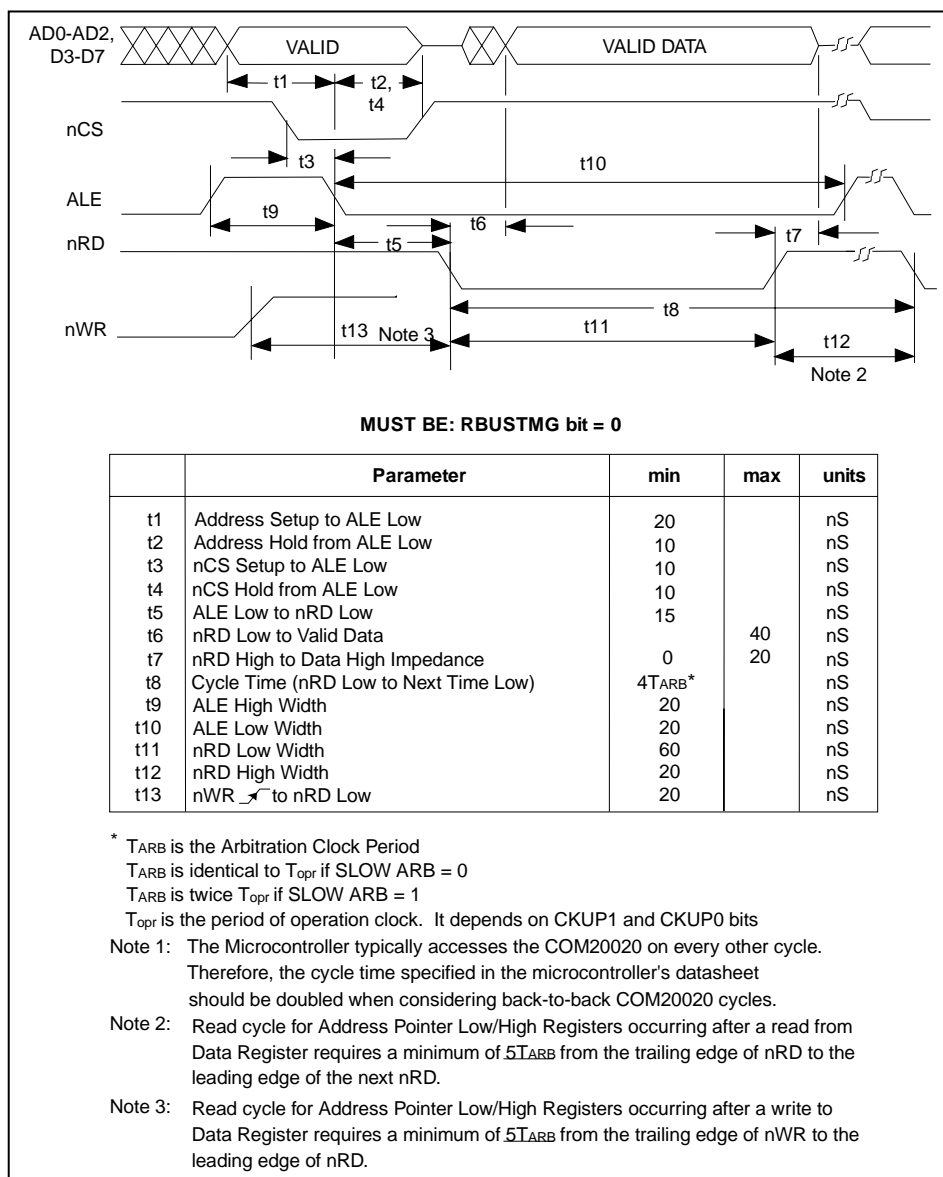 AD0-AD2,
D3-D7
VALID
VALID DATA
t1
t2,
t4
nCS
t3
t10
ALE
t9
t6
nRD
t5
t7
t8
nWR
t13
Note 3
t11
t12
Note 2
MUST BE: RBUSTMG bit = 0
Parameter min max units
t1 Address Setup to ALE Low 20 nS
t2 Address Hold from ALE Low 10 nS
t3 nCS Setup to ALE Low 10 nS
t4 nCS Hold from ALE Low 10 nS
t5 ALE Low to nRD Low 15 nS
t6 nRD Low to Valid Data 40 nS
t7 nRD High to Data High Impedance 0 20 nS
t8 Cycle Time (nRD Low to Next Time Low) 4TARB* nS
t9 ALE High Width 20 nS
t10 ALE Low Width 20 nS
t11 nRD Low Width 60 nS
t12 nRD High Width 20 nS
t13 nWR to nRD Low 20 nS
* TARB is the Arbitration Clock Period
TARB is identical to Topr if SLOW ARB = 0
TARB is twice Topr if SLOW ARB = 1
Topr is the period of operation clock. It depends on CKUP1 and CKUP0 bits
Note 1: The Microcontroller typically accesses the COM20020 on every other cycle.
Therefore, the cycle time specified in the microcontroller's datasheet
should be doubled when considering back-to-back COM20020 cycles.
Note 2: Read cycle for Address Pointer Low/High Registers occurring after a read from
Data Register requires a minimum of 5TARB from the trailing edge of nRD to the
leading edge of the next nRD.
Note 3: Read cycle for Address Pointer Low/High Registers occurring after a write to
Data Register requires a minimum of 5TARB from the trailing edge of nWR to the
leading edge of nRD.